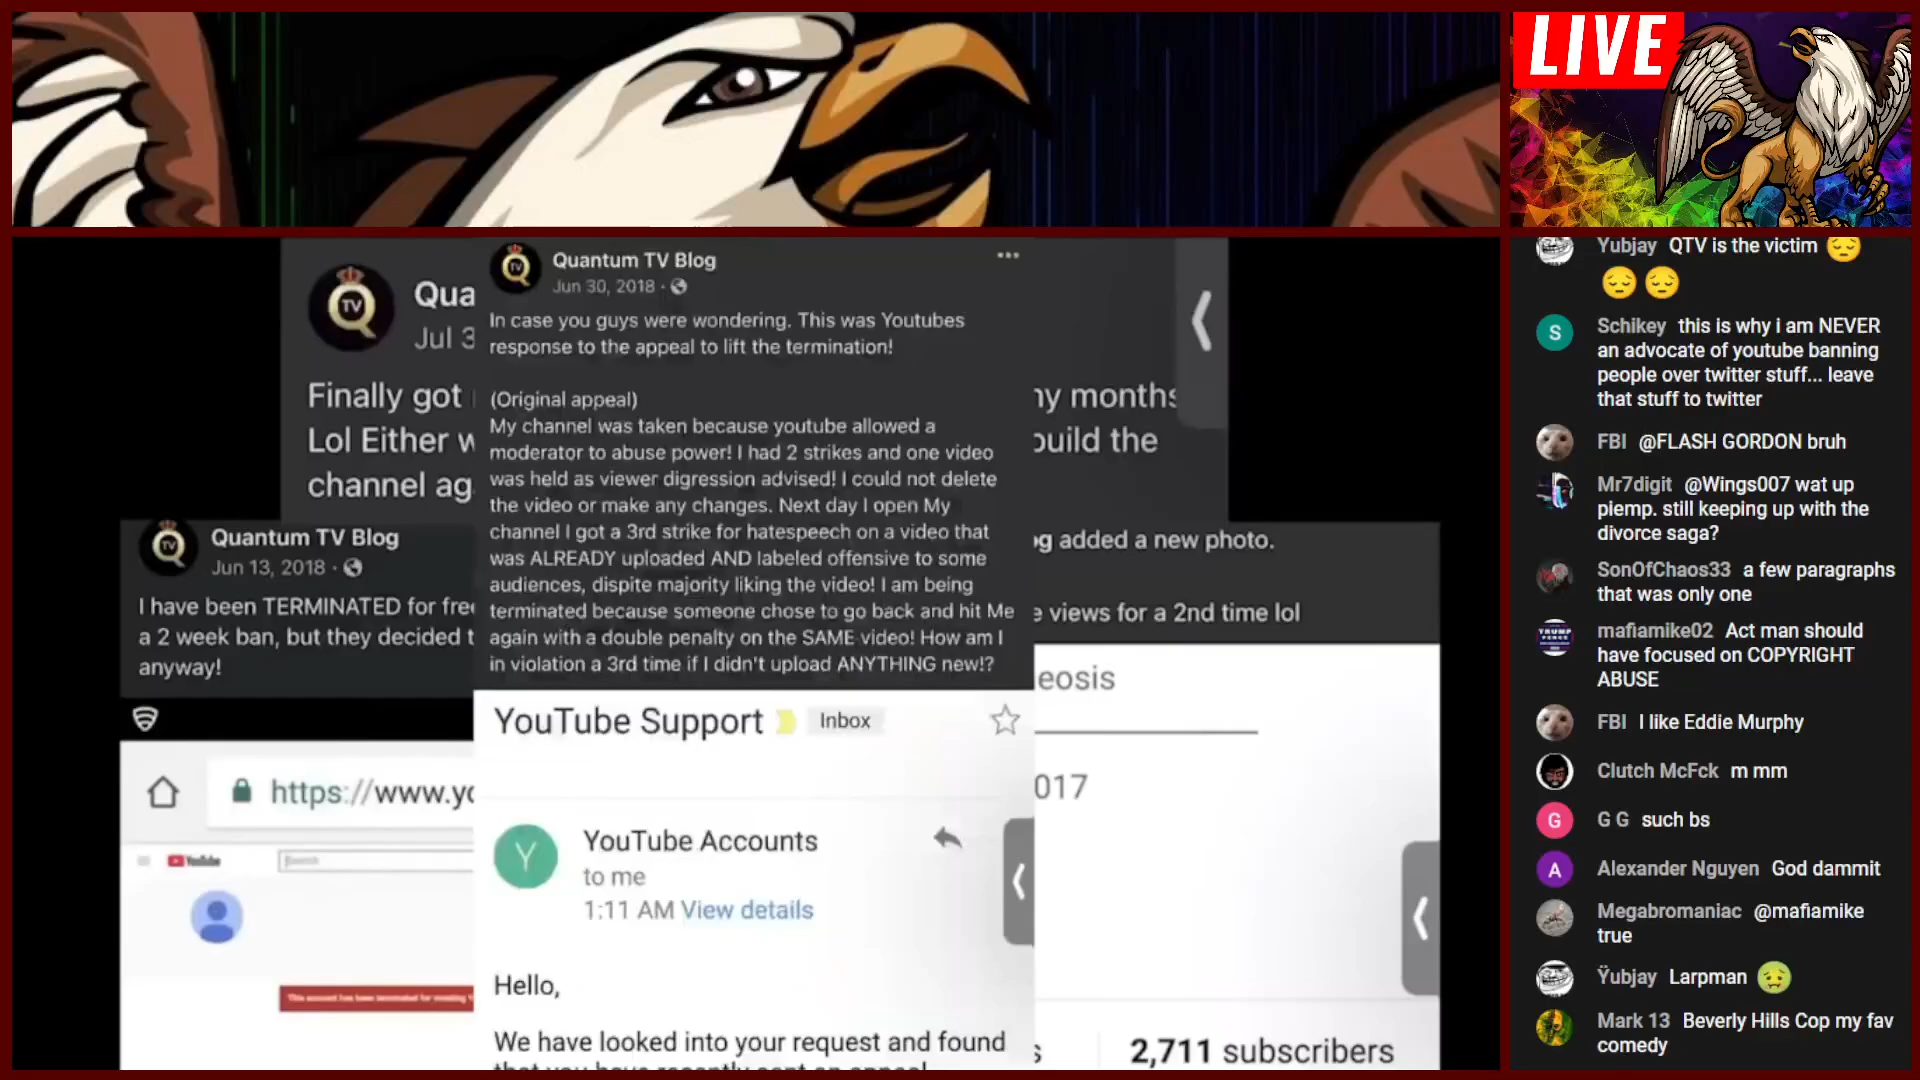 LIVE
Quantum TV Blog
Jun 30, 2018
In case you guys were wondering. This was Youtubes
response to the appeal to lift the termination!
(Original appeal)
My channel was taken because youtube allowed a
moderator to abuse power! I had 2 strikes and one video
was held as viewer digression advised! I could not delete
the video or make any changes. Next day I open My
channel I got a 3rd strike for hatespeech on a video that
was ALREADY uploaded AND labeled offensive to some
audiences, dispite majority liking the video! I am being
terminated because someone chose to go back and hit Me
again with a double penalty on the SAME video! How am I
in violation a 3rd time if I didn't upload ANYTHING new!?
YouTube Support
Inbox
YouTube Accounts
to me
1:11 AM View details
Hello,
We have looked into your request and found
TV
Qua
Jul 3
Finally got
Lol Either w
channel ag
ny months
build the
TV
Quantum TV Blog
Jun 13, 2018
I have been TERMINATED for fre
a 2 week ban, but they decided t
anyway!
https://www.yo
YouTube
Search
This account has been terminated for
og added a new photo.
e views for a 2nd time lol
eosis
017
2,711 subscribers
Yubjay QTV is the victim
S
Schikey this is why i am NEVER
an advocate of youtube banning
people over twitter stuff... leave
that stuff to twitter
FBI @FLASH GORDON bruh
Mr7digit @Wings007 wat up
piemp. still keeping up with the
divorce saga?
SonOfChaos33 a few paragraphs
that was only one
mafiamike02 Act man should
have focused on COPYRIGHT
ABUSE
FBI I like Eddie Murphy
Clutch McFck m mm
G
G G such bs
A
Alexander Nguyen God dammit
Megabromaniac @mafiamike
true
Ÿubjay Larpman
Mark 13 Beverly Hills Cop my fav
comedy